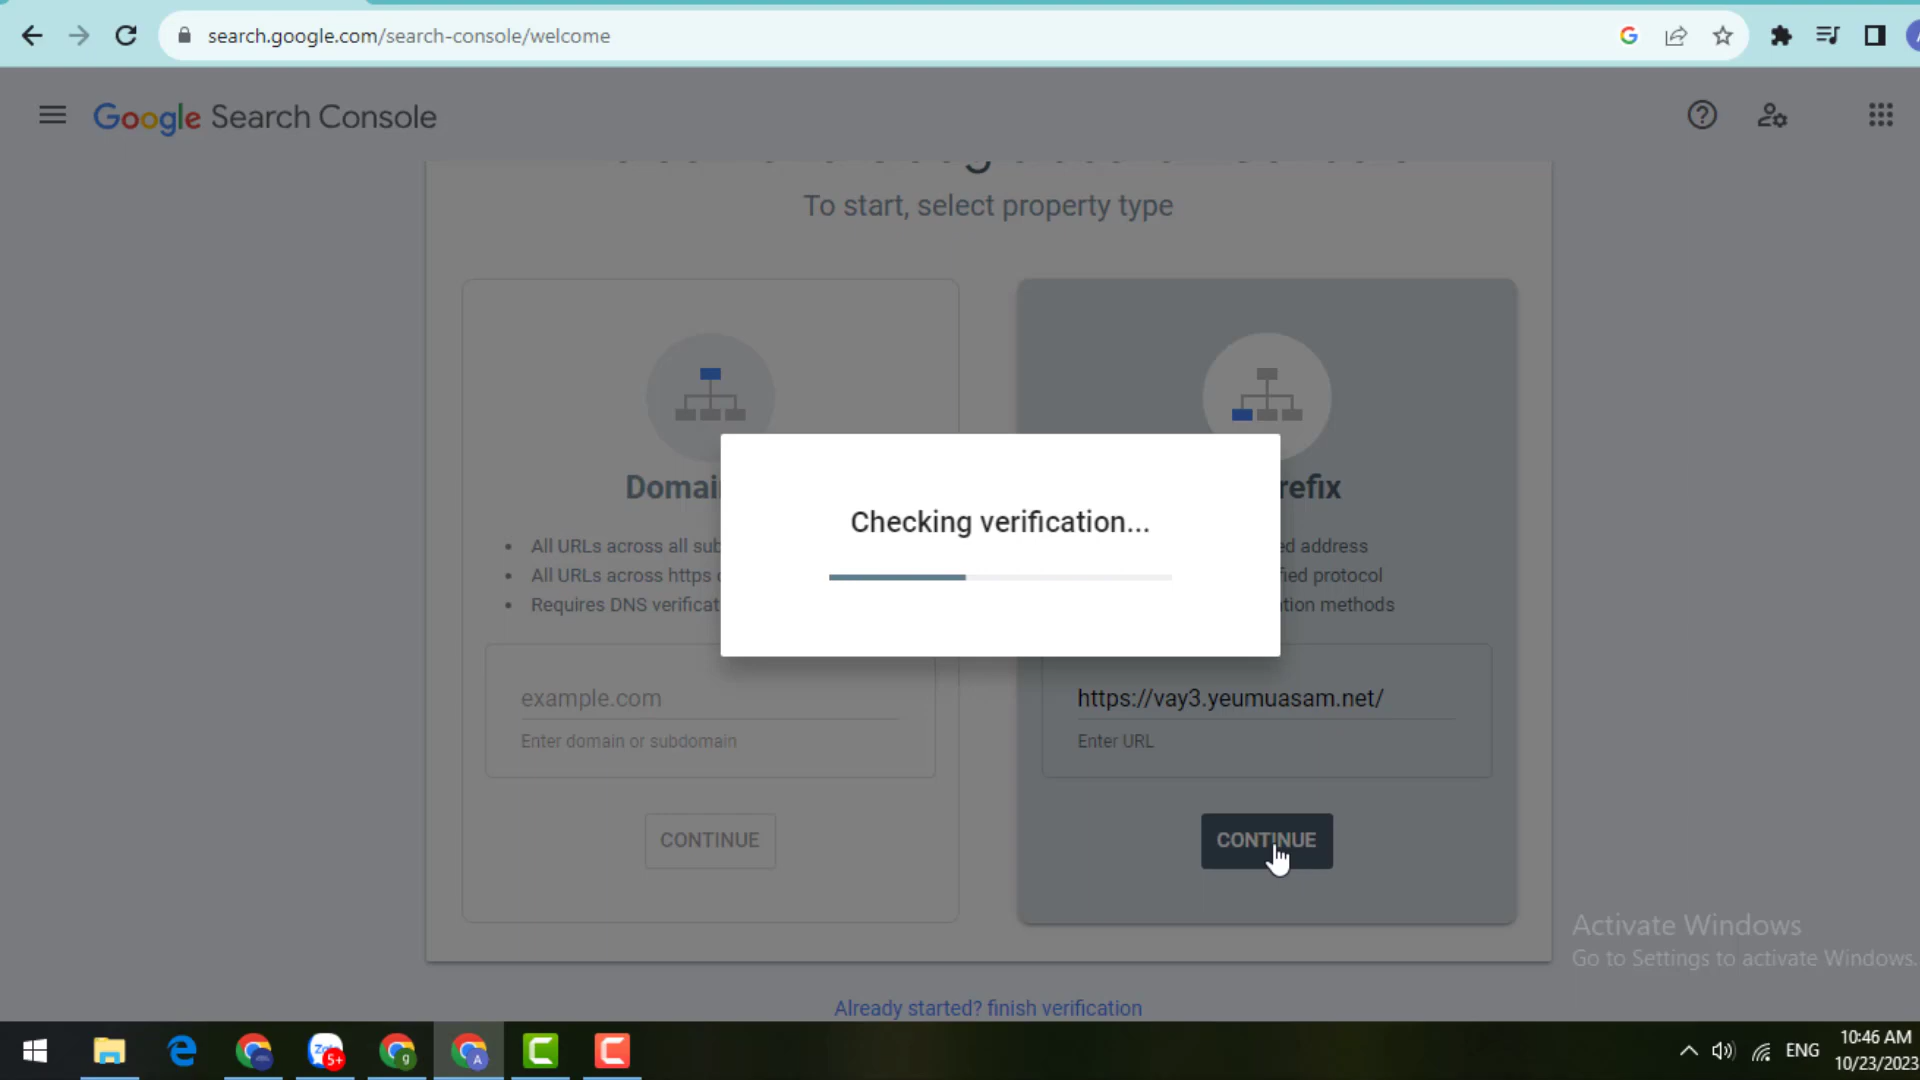 search.google.com/search-console/welcome
Google Search Console
To start, select property type
Domai
refix
All URLs across all sub
All URLs across https
Requires DNS verificat
ed address
fied protocol
tion methods
Checking verification...
example.com
Enter domain or subdomain
https://vay3.yeumuasam.net/
Enter URL
CONTINUE
CONTINUE
Activate Windows
Go to Settings to activate Windows.
Already started? finish verification
5+
g
A
ENG
10:46 AM
10/23/2023